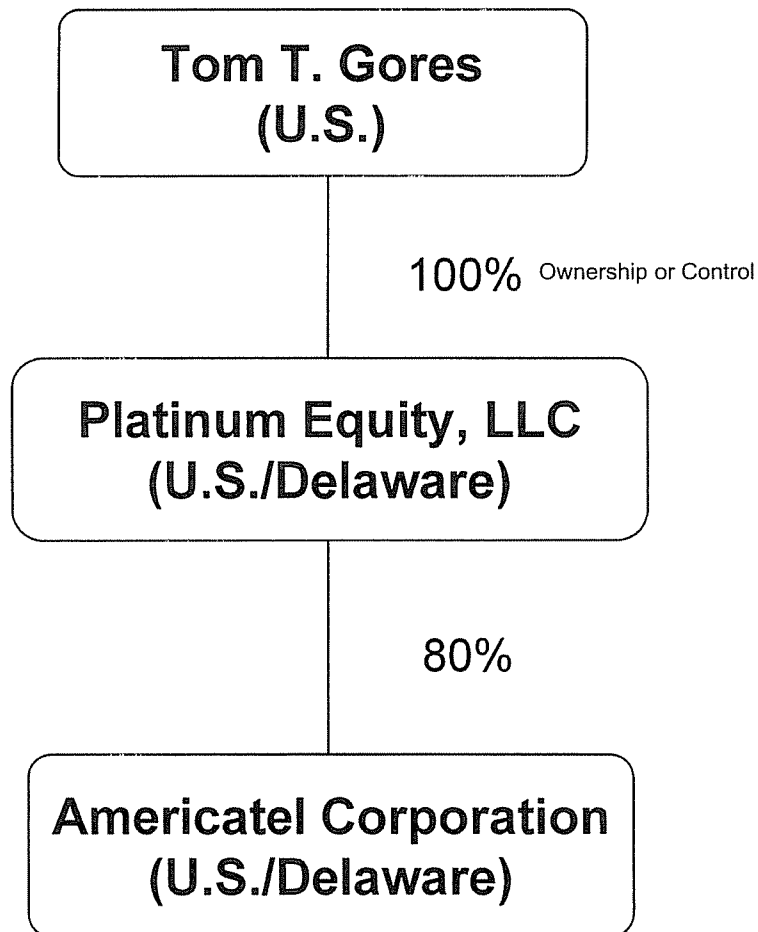 Tom T. Gores
(U.S.)
100% Ownership or Control
Platinum Equity, LLC
(U.S./Delaware)
80%
Americatel Corporation
(U.S./Delaware)